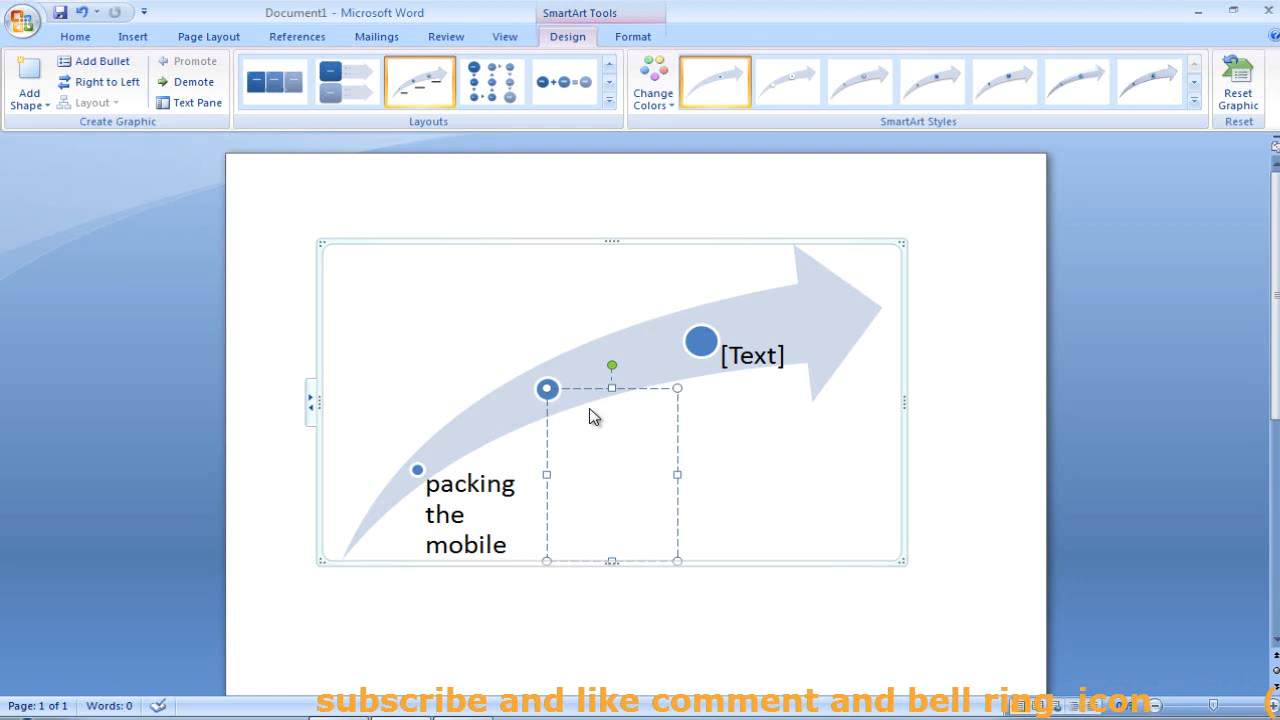 Document1 - Microsoft Word
SmartArt Tools
Home
Insert
Page Layout
References
Mailings
Review
View
Design
Format
Add Shape
Add Bullet
Right to Left
Layout
Promote
Demote
Text Pane
Create Graphic
Layouts
Change Colors
SmartArt Styles
Reset Graphic
Reset
[Text]
packing
the
mobile
Page: 1 of 1
Words: 0
subscribe and like comment and bell ring icon (